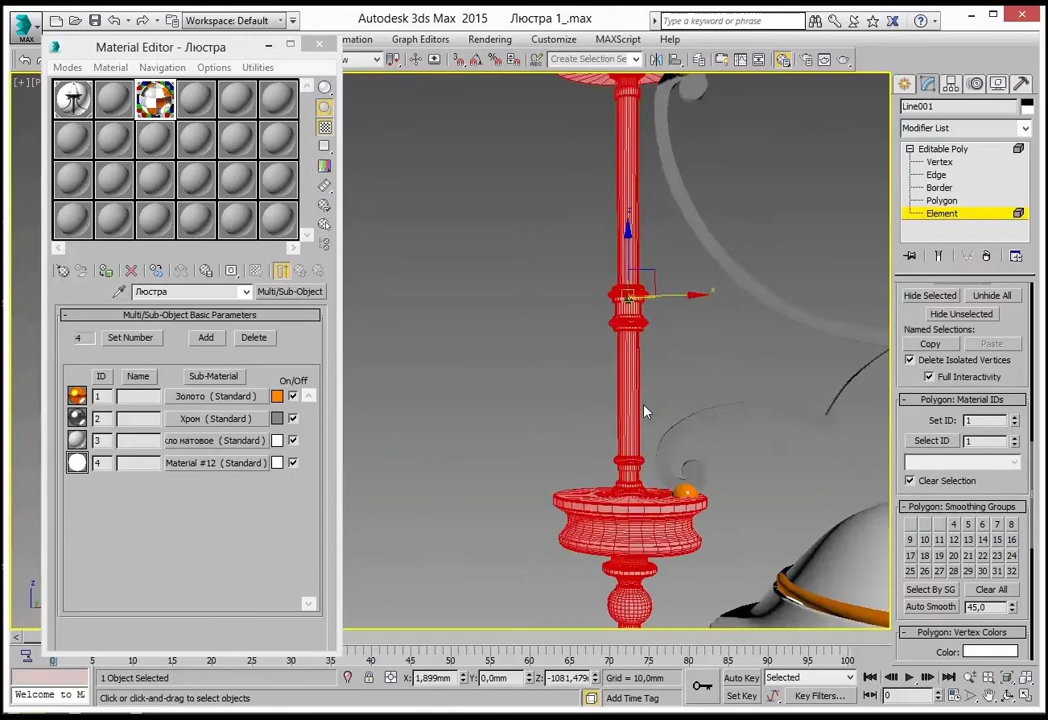 Workspace: Default
Autodesk 3ds Max 2015 Люстра 1_.max
Type a keyword or phrase
MAX
Material Editor - Люстра
mation Graph Editors Rendering Customize MAXScript Help
Modes Material Navigation Options Utilities
Create Selection Se
[+][P
Line001
Modifier List
Editable Poly
Vertex
Edge
Border
Polygon
Element
Люстра Multi/Sub-Object
Multi/Sub-Object Basic Parameters
4 Set Number Add Delete
ID Name Sub-Material On/Off
1 Золото (Standard)
2 Хром (Standard)
3 кло матовое (Standard)
4 Material #12 (Standard)
z
x
Hide Selected Unhide All
Hide Unselected
Named Selections:
Copy Paste
Delete Isolated Vertices
Full Interactivity
Polygon: Material IDs
Set ID: 1
Select ID 1
Clear Selection
Polygon: Smoothing Groups
4 5 6 7 8
9 10 11 12 13 14 15 16
17 18 19 20 21 22 23 24
25 26 27 28 29 30 31 32
Select By SG Clear All
Auto Smooth 45,0
Polygon: Vertex Colors
Color:
z
0 5 10 15 20 25 30 35 40 45 50 55 60 65 70 75 80 85 90 95 100
1 Object Selected X: 1,899mm Y: 0,0mm Z: -1081,479 Grid = 10,0mm Auto Key Selected
Welcome to M Click or click-and-drag to select objects Add Time Tag Set Key Key Filters... 0